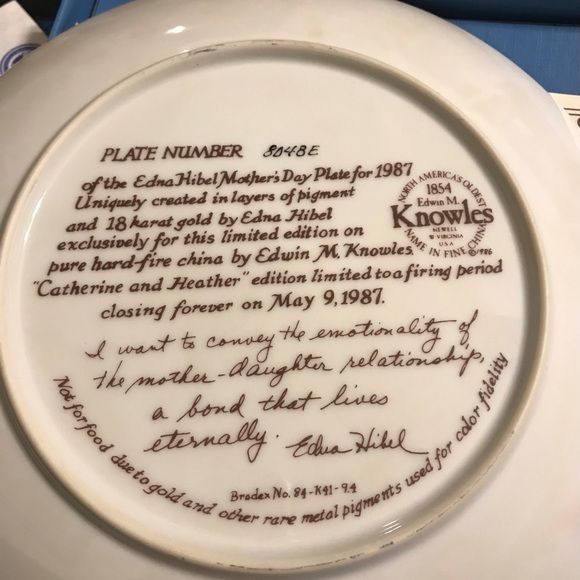 PLATE NUMBER 8048E
of the Edna Hibel Mother's Day Plate for 1987
Uniquely created in layers of pigment
and 18 karat gold by Edna Hibel
exclusively for this limited edition on
pure hard-fire china by Edwin M. Knowles.
"Catherine and Heather" edition limited to a firing period
closing forever on May 9, 1987.
NORTH AMERICA'S OLDEST
1854
Edwin M.
Knowles
NEWELL
W VIRGINIA
U S A
NAME IN FINE CHINA
©1986
I want to convey the emotionality of
the mother-daughter relationship,
a bond that lives
eternally. Edna Hibel
Bradex No. 84-K41-9.4
Not for food due to gold and other rare metal pigments used for color fidelity